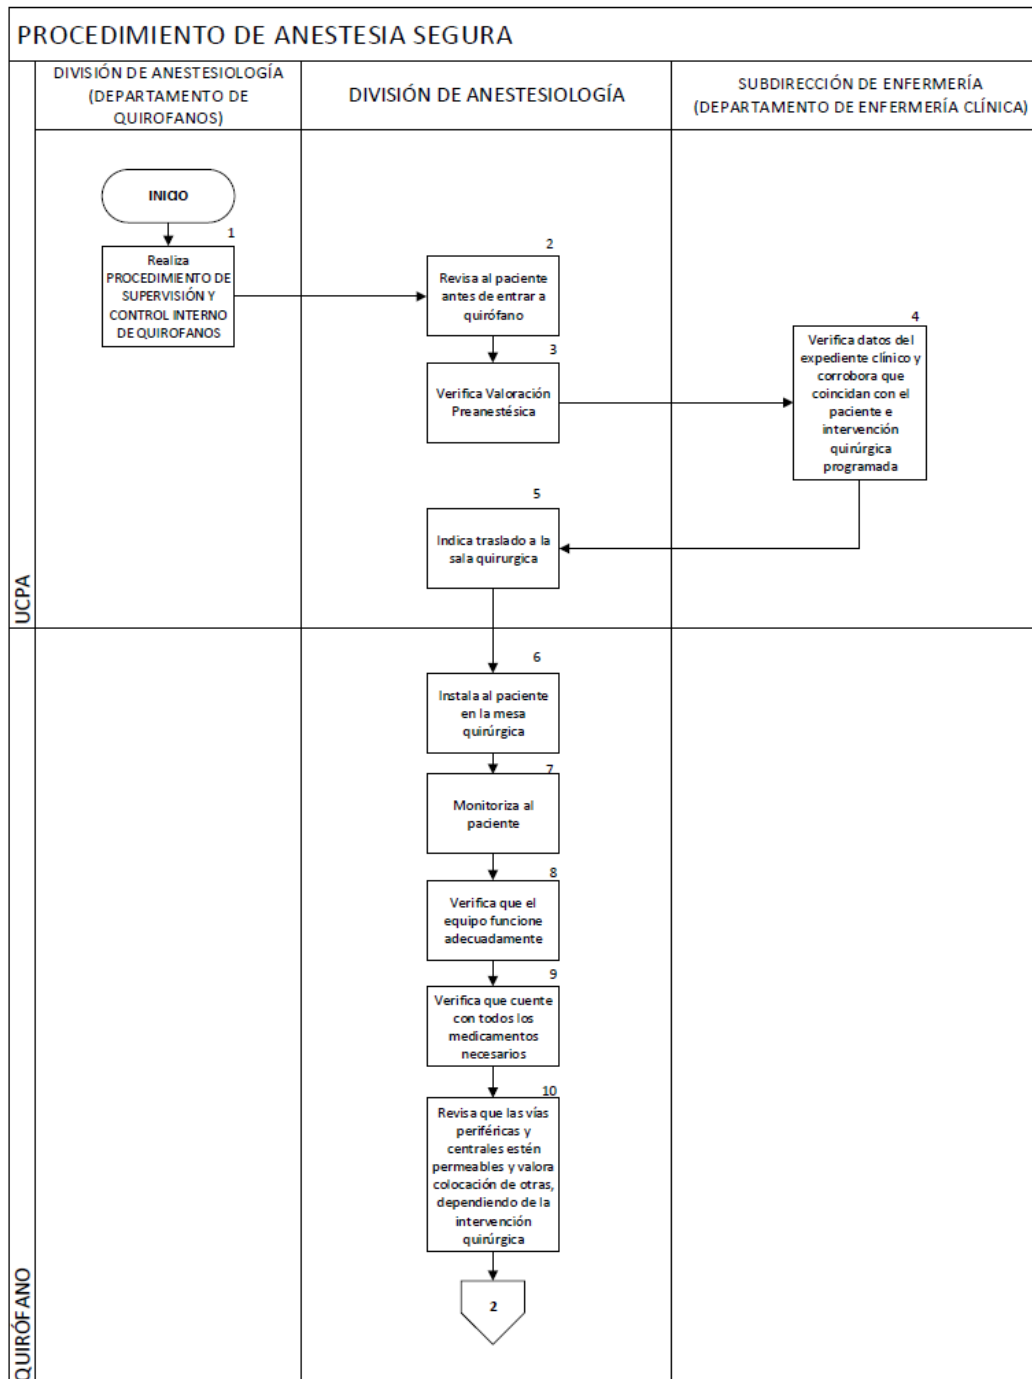 PROCEDIMIENTO DE ANESTESIA SEGURA
DIVISIÓN DE ANESTESIOLOGÍA
(DEPARTAMENTO DE
QUIROFANOS)
DIVISIÓN DE ANESTESIOLOGÍA
SUBDIRECCIÓN DE ENFERMERÍA
(DEPARTAMENTO DE ENFERMERÍA CLÍNICA)
UCPA
INICIO
1
Realiza
PROCEDIMIENTO DE
SUPERVISIÓN Y
CONTROL INTERNO
DE QUIROFANOS
2
Revisa al paciente
antes de entrar a
quirófano
3
Verifica Valoración
Preanestésica
4
Verifica datos del
expediente clínico y
corrobora que
coincidan con el
paciente e
intervención
quirúrgica
programada
5
Indica traslado a la
sala quirurgica
QUIRÓFANO
6
Instala al paciente
en la mesa
quirúrgica
7
Monitoriza al
paciente
8
Verifica que el
equipo funcione
adecuadamente
9
Verifica que cuente
con todos los
medicamentos
necesarios
10
Revisa que las vías
periféricas y
centrales estén
permeables y valora
colocación de otras,
dependiendo de la
intervención
quirúrgica
2